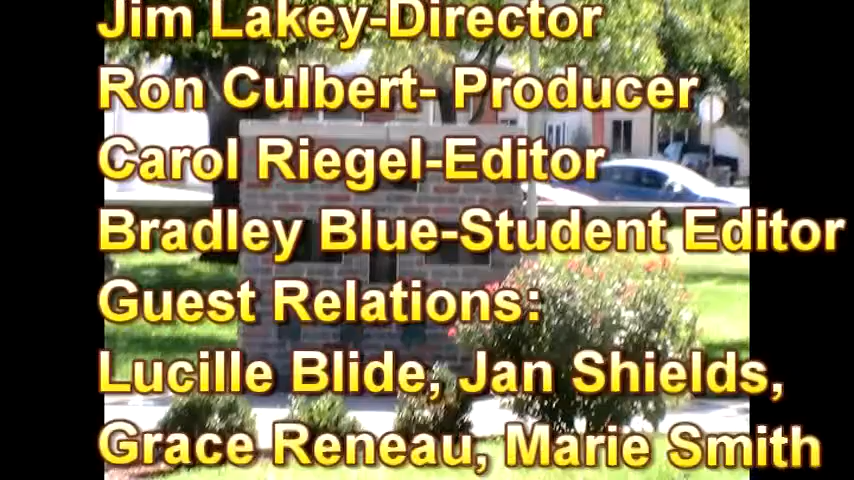 Jim Lakey-Director
Ron Culbert- Producer
Carol Riegel-Editor
Bradley Blue-Student Editor
Guest Relations:
Lucille Blide, Jan Shields,
Grace Reneau, Marie Smith